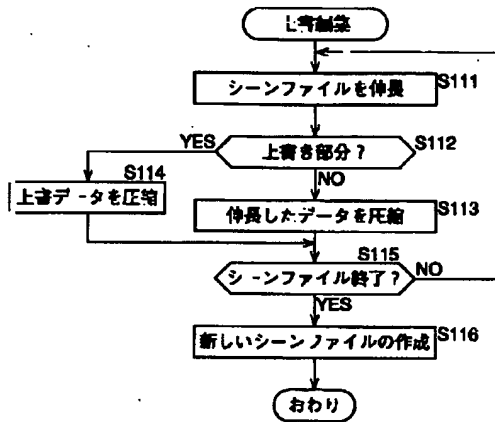 上書編集
シーンファイルを伸長
S111
上書き部分?
S112
YES
NO
S114
上書データを圧縮
伸長したデータを圧縮
S113
S115
シーンファイル終了?
NO
YES
新しいシーンファイルの作成
S116
おわり